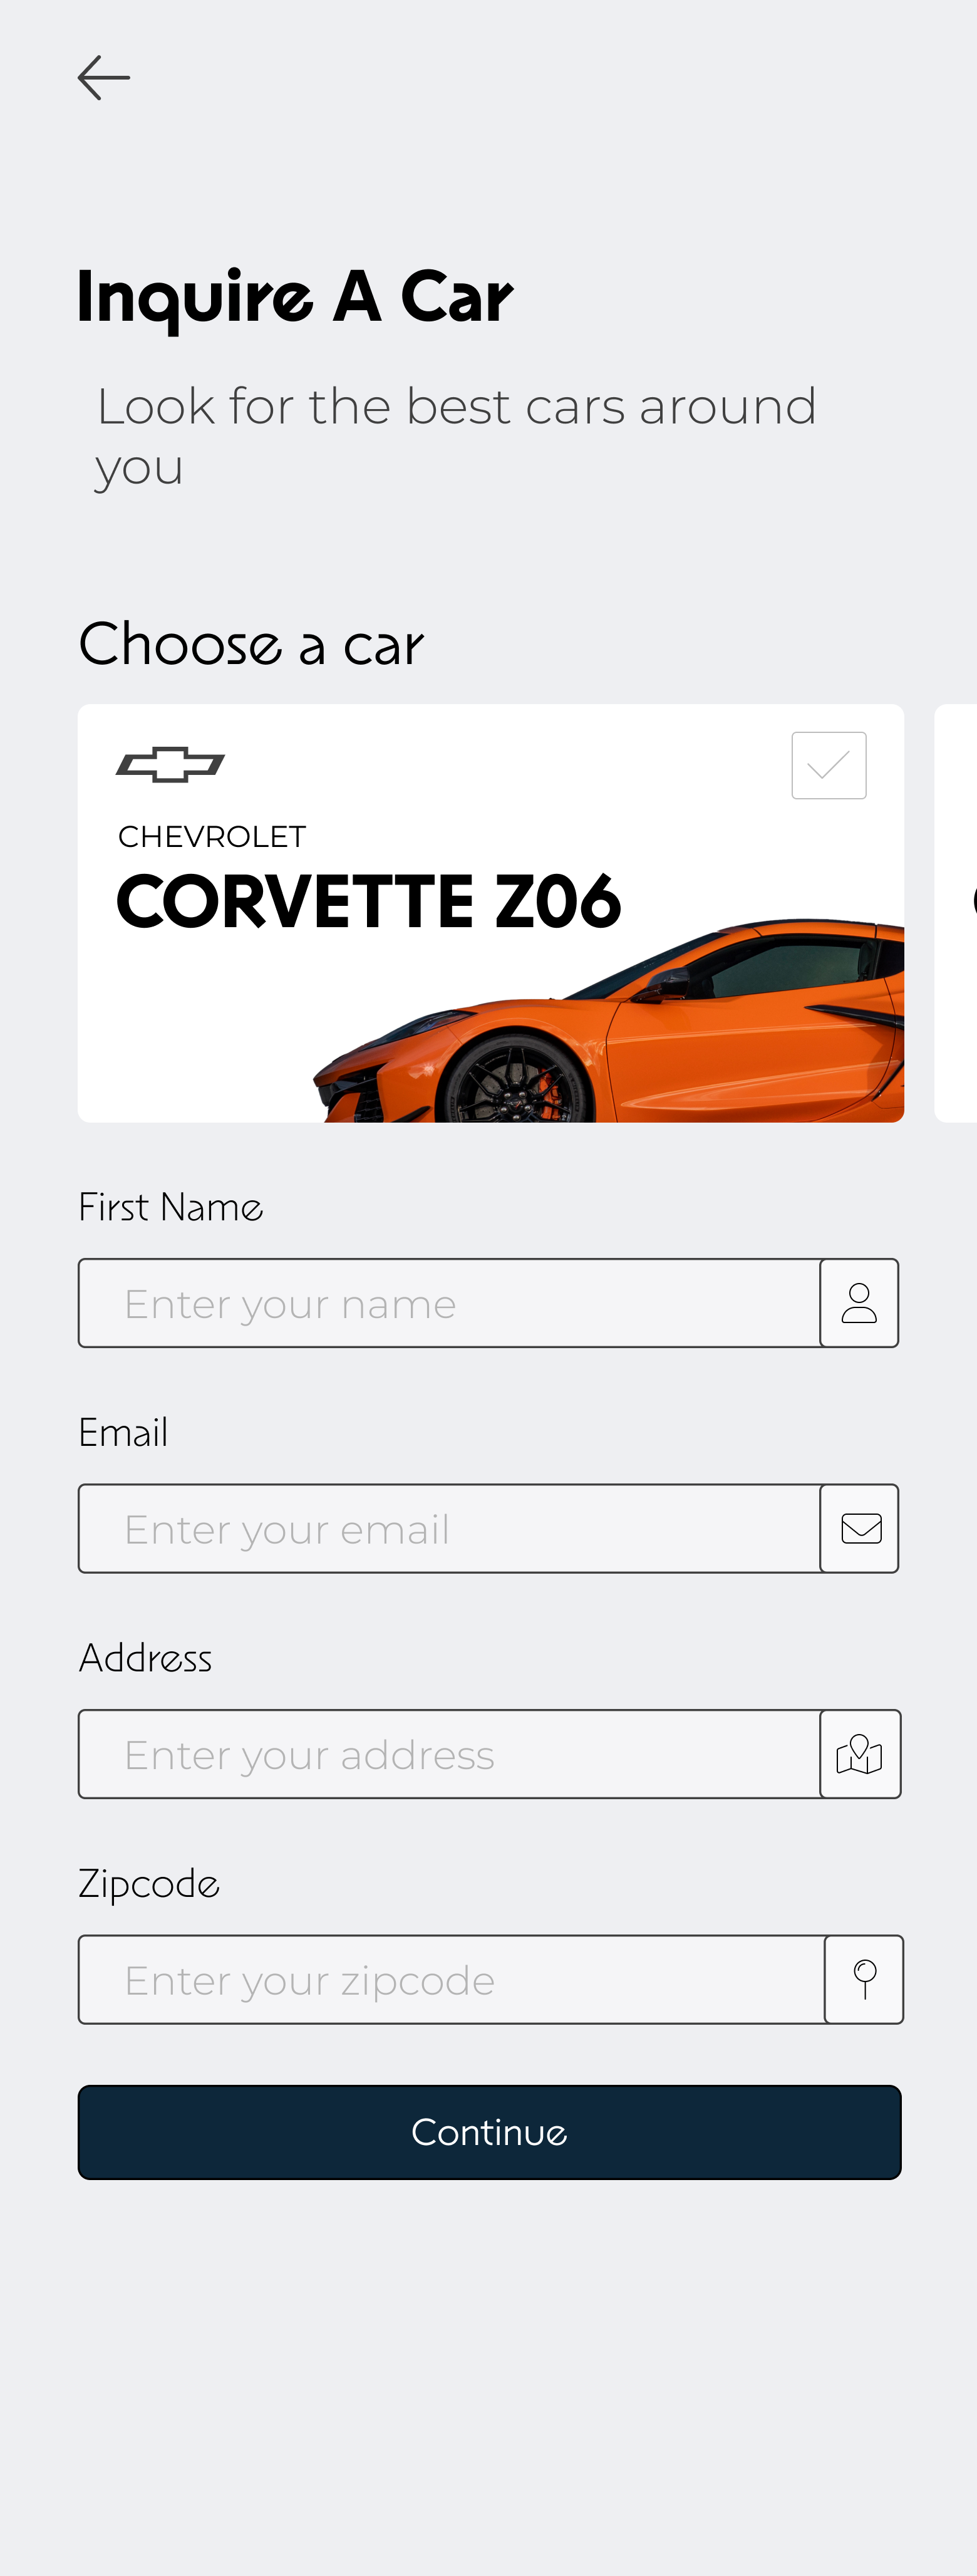 Inquire A Car
Look for the best cars around
you
Choose a car
CHEVROLET
CORVETTE Z06
First Name
Enter your name
Email
Enter your email
Address
Enter your address
Zipcode
Enter your zipcode
Continue